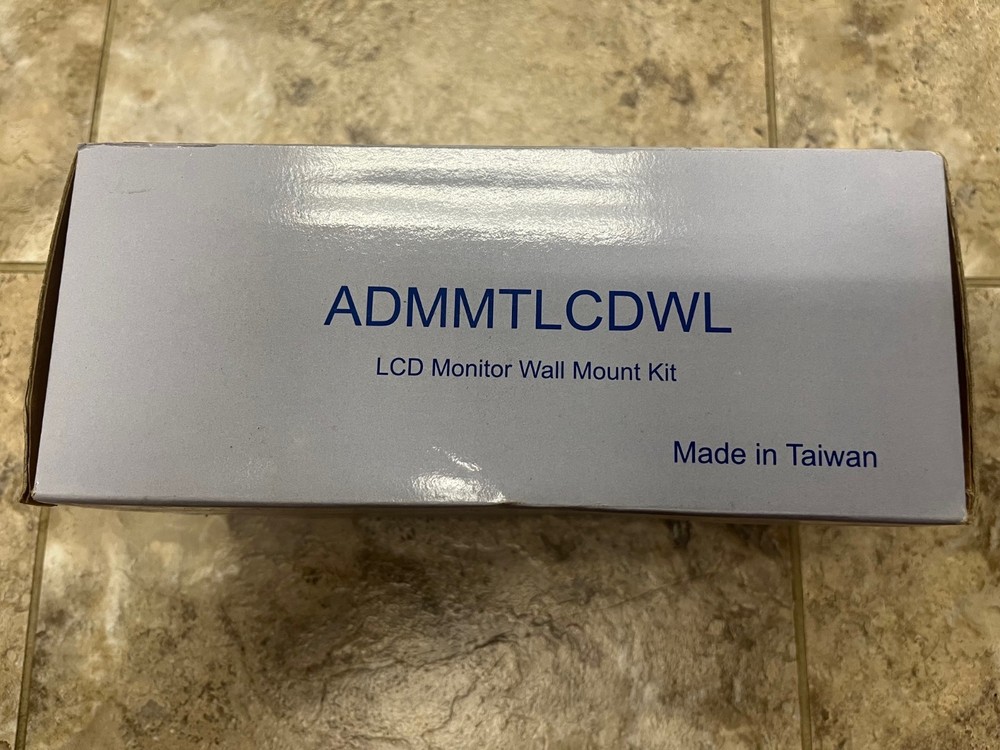 ADMMTLCDWL
LCD Monitor Wall Mount Kit
Made in Taiwan